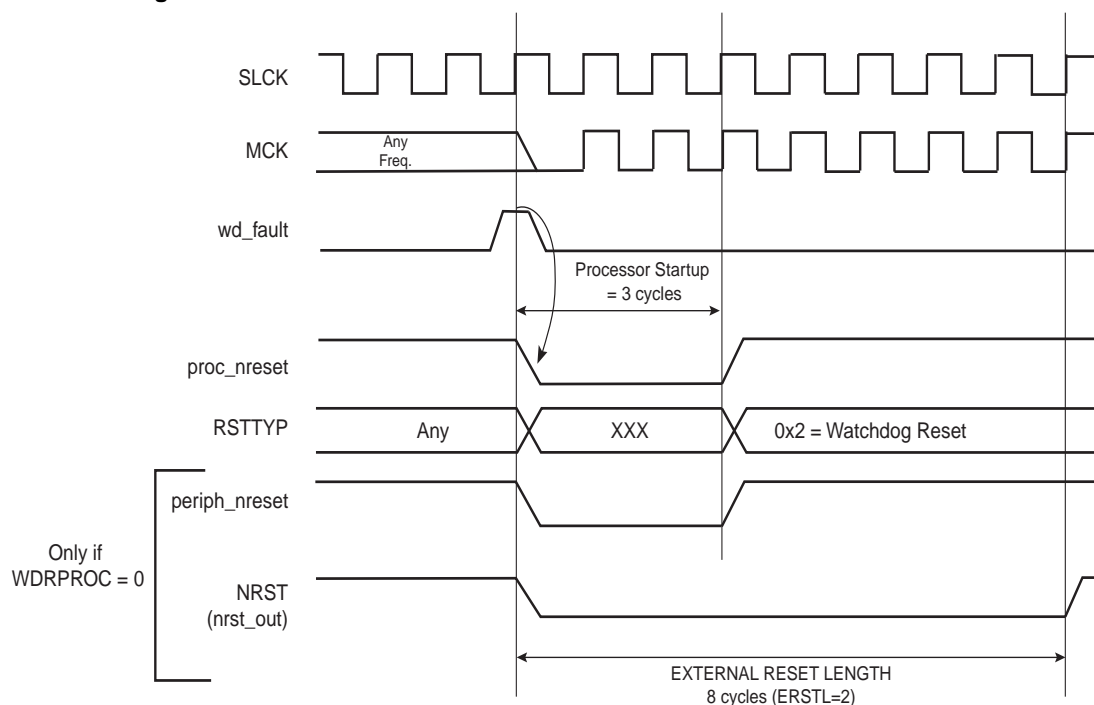 SLCK
MCK
Any
Freq.
wd_fault
Processor Startup
= 3 cycles
proc_nreset
RSTTYP
Any
XXX
0x2 = Watchdog Reset
periph_nreset
Only if
WDRPROC = 0
NRST
(nrst_out)
EXTERNAL RESET LENGTH
8 cycles (ERSTL=2)